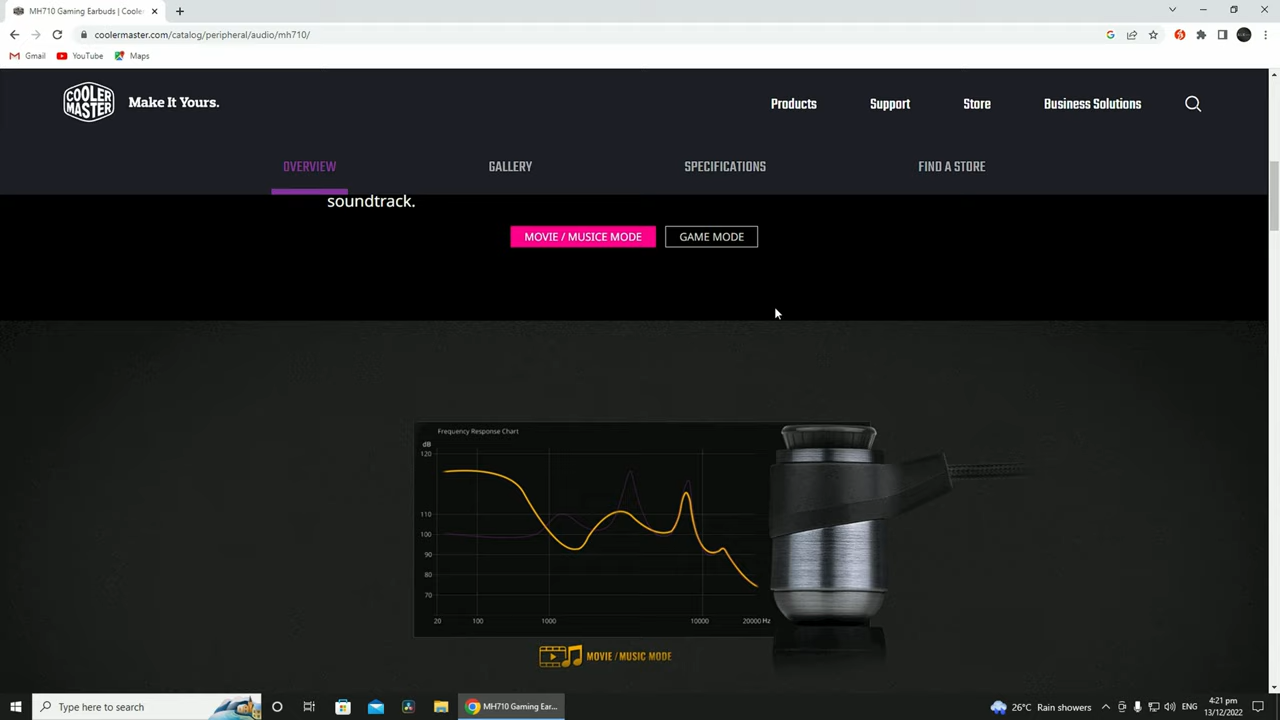 MH710 Gaming Earbuds | Coole
coolermaster.com/catalog/peripheral/audio/mh710/
Gmail
YouTube
Maps
COOLER
MASTER
Make It Yours.
Products
Support
Store
Business Solutions
OVERVIEW
GALLERY
SPECIFICATIONS
FIND A STORE
soundtrack.
MOVIE / MUSICE MODE
GAME MODE
Frequency Response Chart
dB
120
110
100
90
80
70
20 100 1000 10000 20000 Hz
MOVIE / MUSIC MODE
Type here to search
MH710 Gaming Ear...
26°C Rain showers
ENG
4:21 pm
13/12/2022